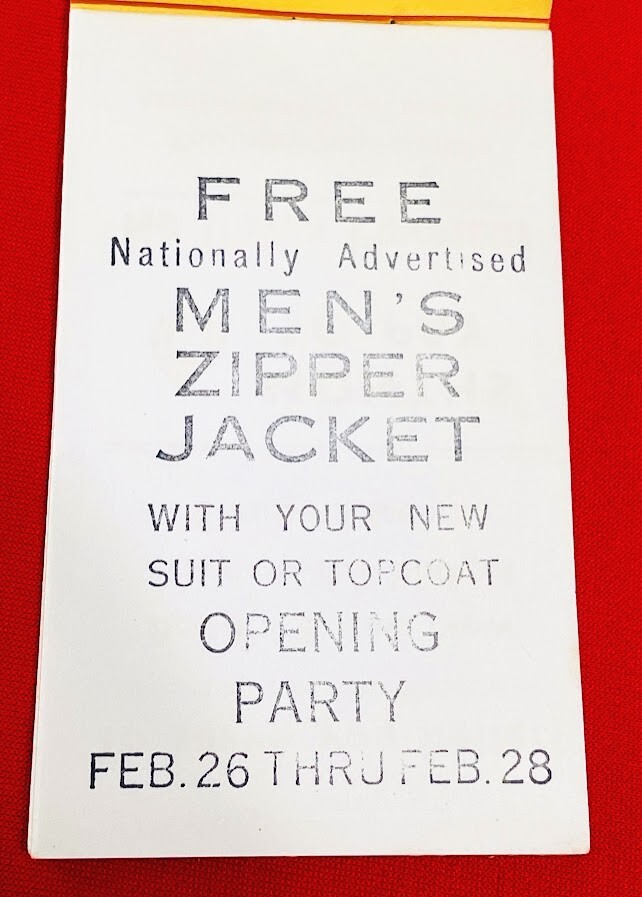 FREE
Nationally Advertised
MEN'S
ZIPPER
JACKET
WITH YOUR NEW
SUIT OR TOPCOAT
OPENING
PARTY
FEB. 26 THRU FEB. 28